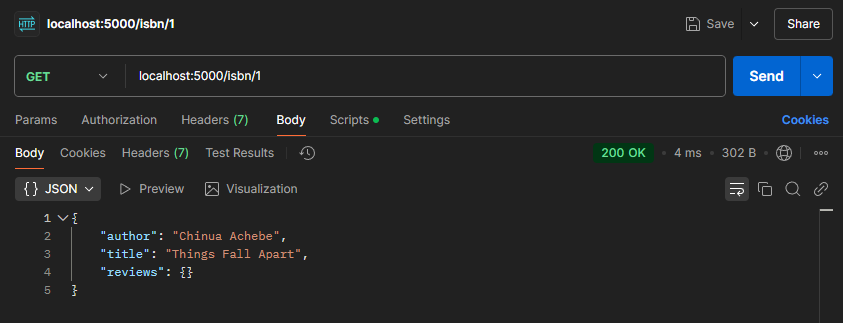 HTTP localhost:5000/isbn/1 Save Share
GET localhost:5000/isbn/1 Send
Params Authorization Headers (7) Body Scripts Settings Cookies
Body Cookies Headers (7) Test Results 200 OK 4 ms 302 B
{} JSON Preview Visualization
1 {
2 "author": "Chinua Achebe",
3 "title": "Things Fall Apart",
4 "reviews": {}
5 }